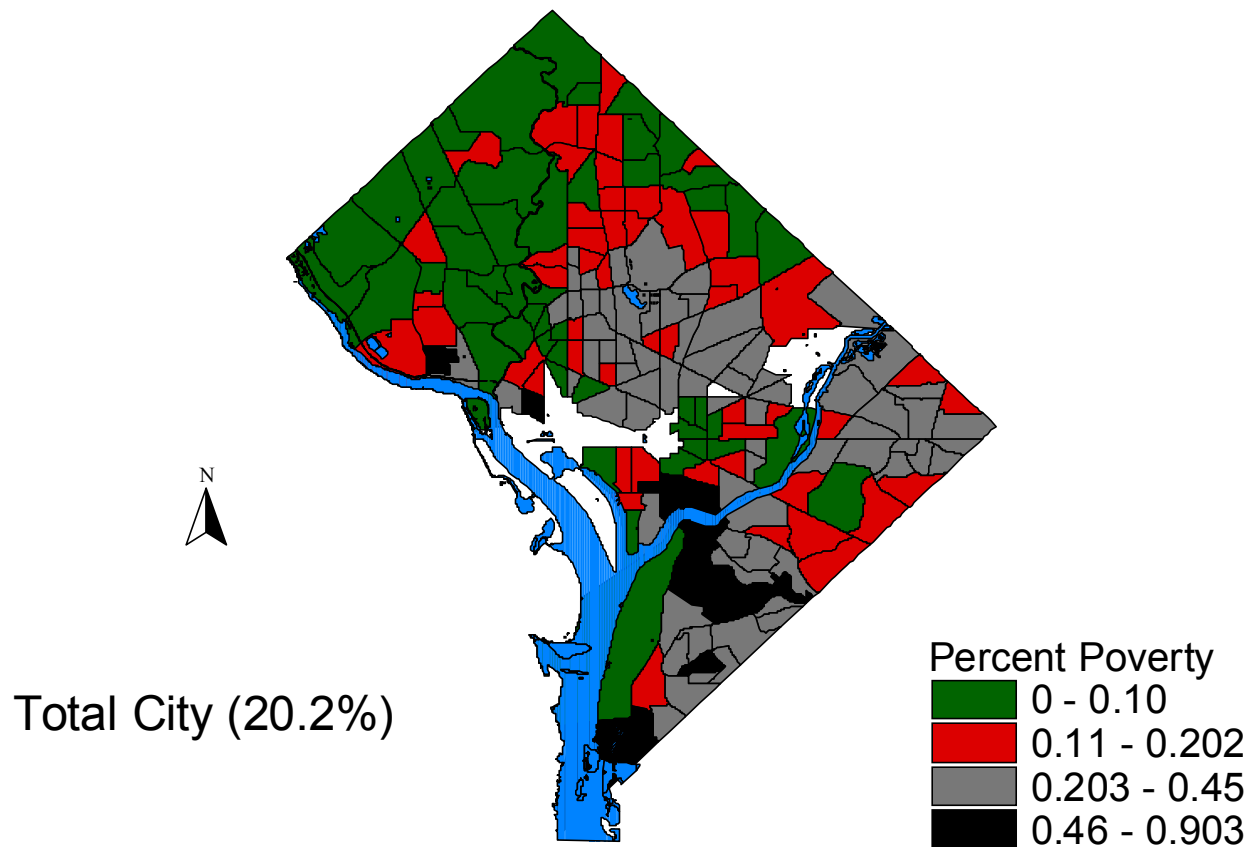 N
Total City (20.2%)
Percent Poverty
0 - 0.10
0.11 - 0.202
0.203 - 0.45
0.46 - 0.903